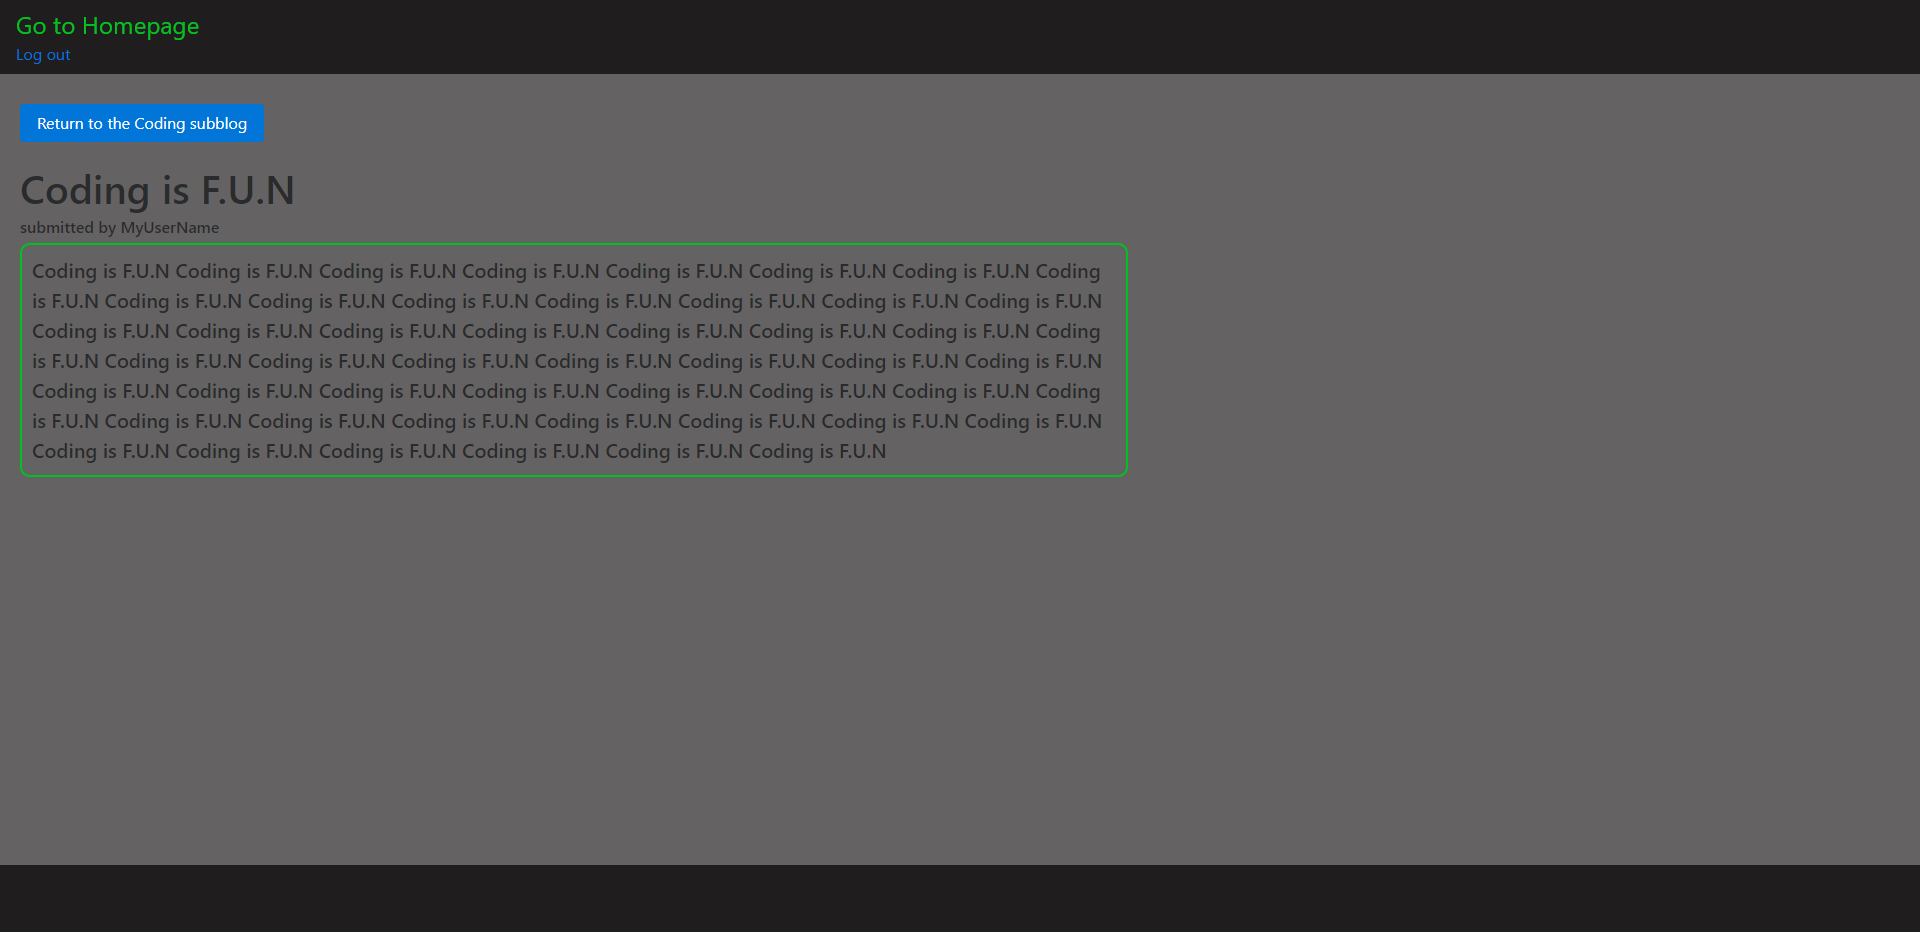 Go to Homepage
Log out
Return to the Coding subblog
Coding is F.U.N
submitted by MyUserName
Coding is F.U.N Coding is F.U.N Coding is F.U.N Coding is F.U.N Coding is F.U.N Coding is F.U.N Coding is F.U.N Coding
is F.U.N Coding is F.U.N Coding is F.U.N Coding is F.U.N Coding is F.U.N Coding is F.U.N Coding is F.U.N Coding is F.U.N
Coding is F.U.N Coding is F.U.N Coding is F.U.N Coding is F.U.N Coding is F.U.N Coding is F.U.N Coding is F.U.N Coding
is F.U.N Coding is F.U.N Coding is F.U.N Coding is F.U.N Coding is F.U.N Coding is F.U.N Coding is F.U.N Coding is F.U.N
Coding is F.U.N Coding is F.U.N Coding is F.U.N Coding is F.U.N Coding is F.U.N Coding is F.U.N Coding is F.U.N Coding
is F.U.N Coding is F.U.N Coding is F.U.N Coding is F.U.N Coding is F.U.N Coding is F.U.N Coding is F.U.N Coding is F.U.N
Coding is F.U.N Coding is F.U.N Coding is F.U.N Coding is F.U.N Coding is F.U.N Coding is F.U.N